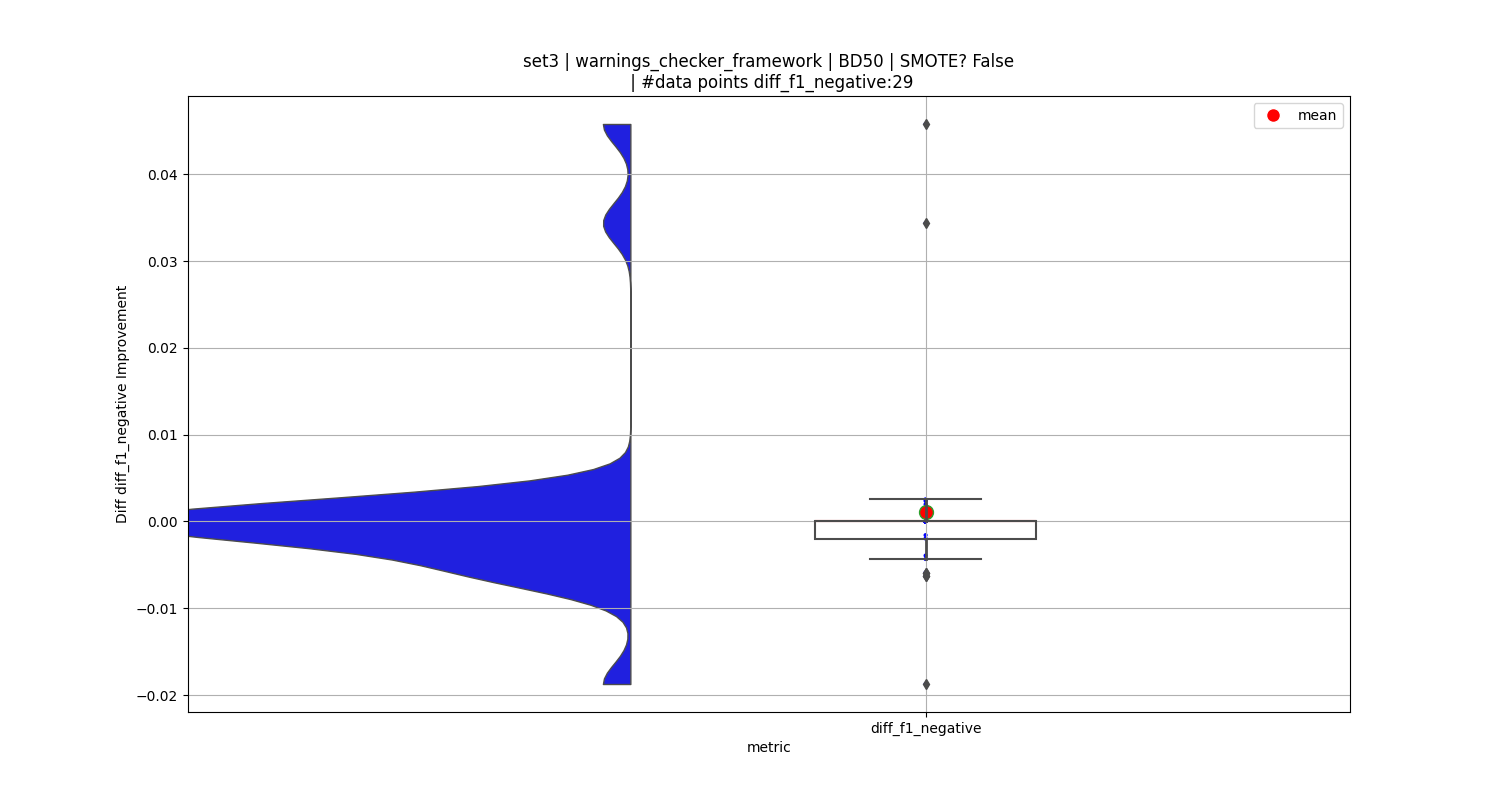 set3 | warnings_checker_framework | BD50 | SMOTE? False
| #data points diff_f1_negative:29
mean
0.04
0.03
0.02
0.01
0.00
−0.01
−0.02
Diff diff_f1_negative Improvement
diff_f1_negative
metric